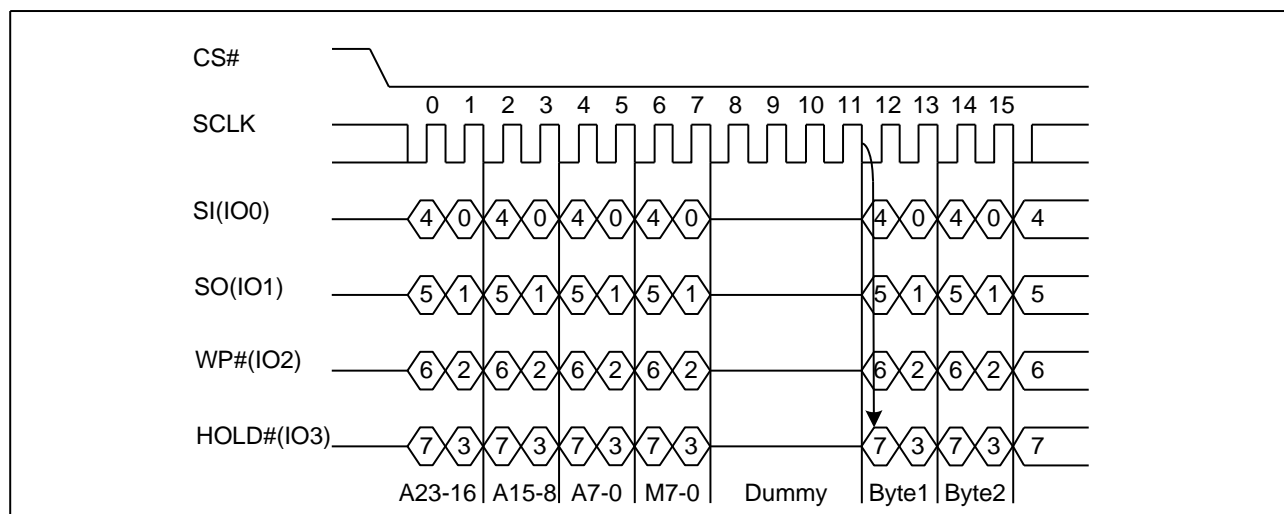 CS#
0 1 2 3 4 5 6 7 8 9 10 11 12 13 14 15
SCLK
SI(IO0) 4 0 4 0 4 0 4 0 4 0 4 0 4
SO(IO1) 5 1 5 1 5 1 5 1 5 1 5 1 5
WP#(IO2) 6 2 6 2 6 2 6 2 6 2 6 2 6
HOLD#(IO3) 7 3 7 3 7 3 7 3 7 3 7 3 7
A23-16 A15-8 A7-0 M7-0 Dummy Byte1 Byte2